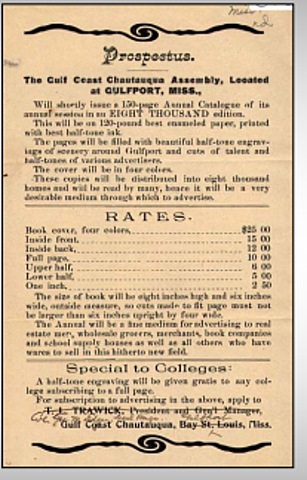 Miss
nd
Prospectus.
The Gulf Coast Chautauqua Assembly, Located
at GULFPORT, MISS.,
Will shortly issue a 150-page Annual Catalogue of its
annual session in an EIGHT THOUSAND edition.
This will be on 120-pound best enameled paper, printed
with best half-tone ink.
The pages will be filled with beautiful half-tone engrav-
ings of scenery around Gulfport and cuts of talent and
half-tones of various advertisers.
The cover will be in four colors.
These copies will be distributed into eight thousand
homes and will be read by many, hence it will be a very
desirable medium through which to advertise.
RATES.
Book cover, four colors, $25 00
Inside front, 15 00
Inside back, 12 00
Full page, 10 00
Upper half, 6 00
Lower half, 5 00
One inch, 2 50
The size of book will be eight inches high and six inches
wide, outside measure, so cuts made to fit page must not
be larger than six inches upright by four wide.
The Annual will be a fine medium for advertising to real
estate men, wholesale grocers, merchants, book companies
and school supply houses as well as all others who have
wares to sell in this hitherto new field.
Special to Colleges:
A half-tone engraving will be given gratis to any col-
lege subscribing to a full page.
For subscription to advertising in the above, apply to
T. L. TRAWICK, President and Gen'l Manager,
Gulf Coast Chautauqua, Bay St. Louis, Miss.